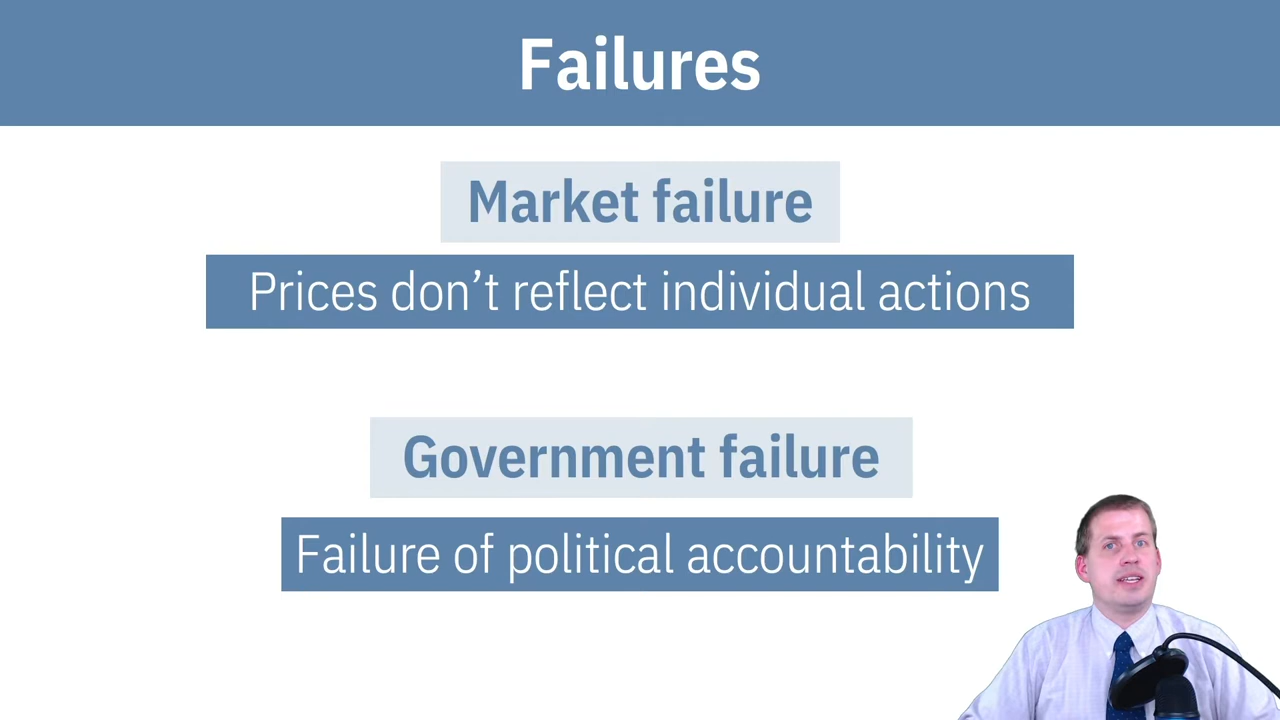 Failures
Market failure
Prices don’t reflect individual actions
Government failure
Failure of political accountability